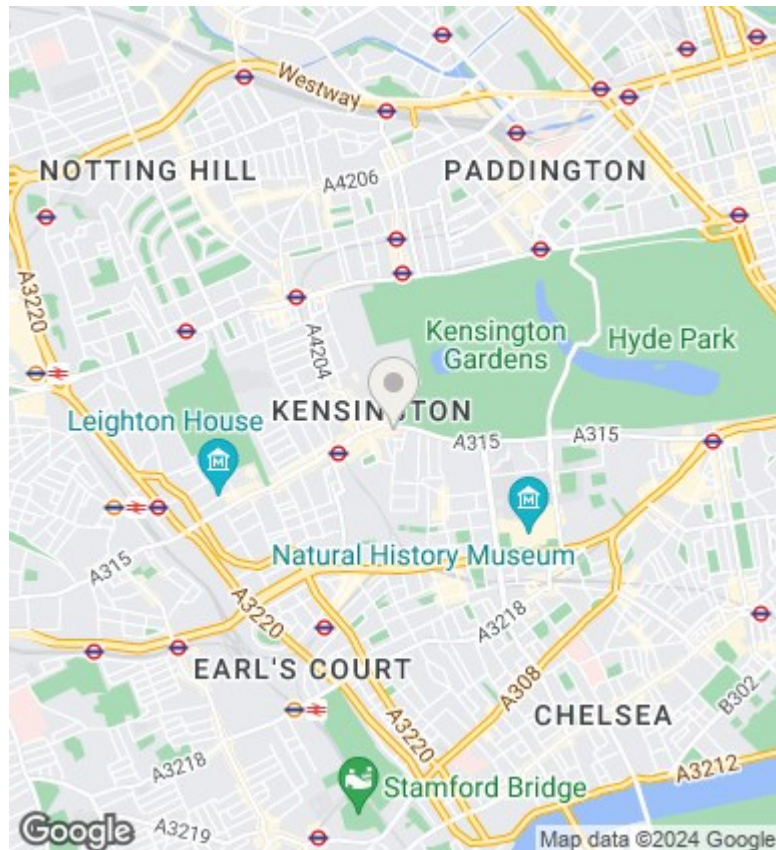 Westway
NOTTING HILL
PADDINGTON
A4206
A3220
A4204
Kensington
Gardens
Hyde Park
KENSINGTON
Leighton House
A315
A315
M
M
Natural History Museum
A315
A3220
A3218
EARL'S COURT
A308
B302
CHELSEA
A3220
A3218
A3212
Stamford Bridge
A3219
Google
Map data ©2024 Google